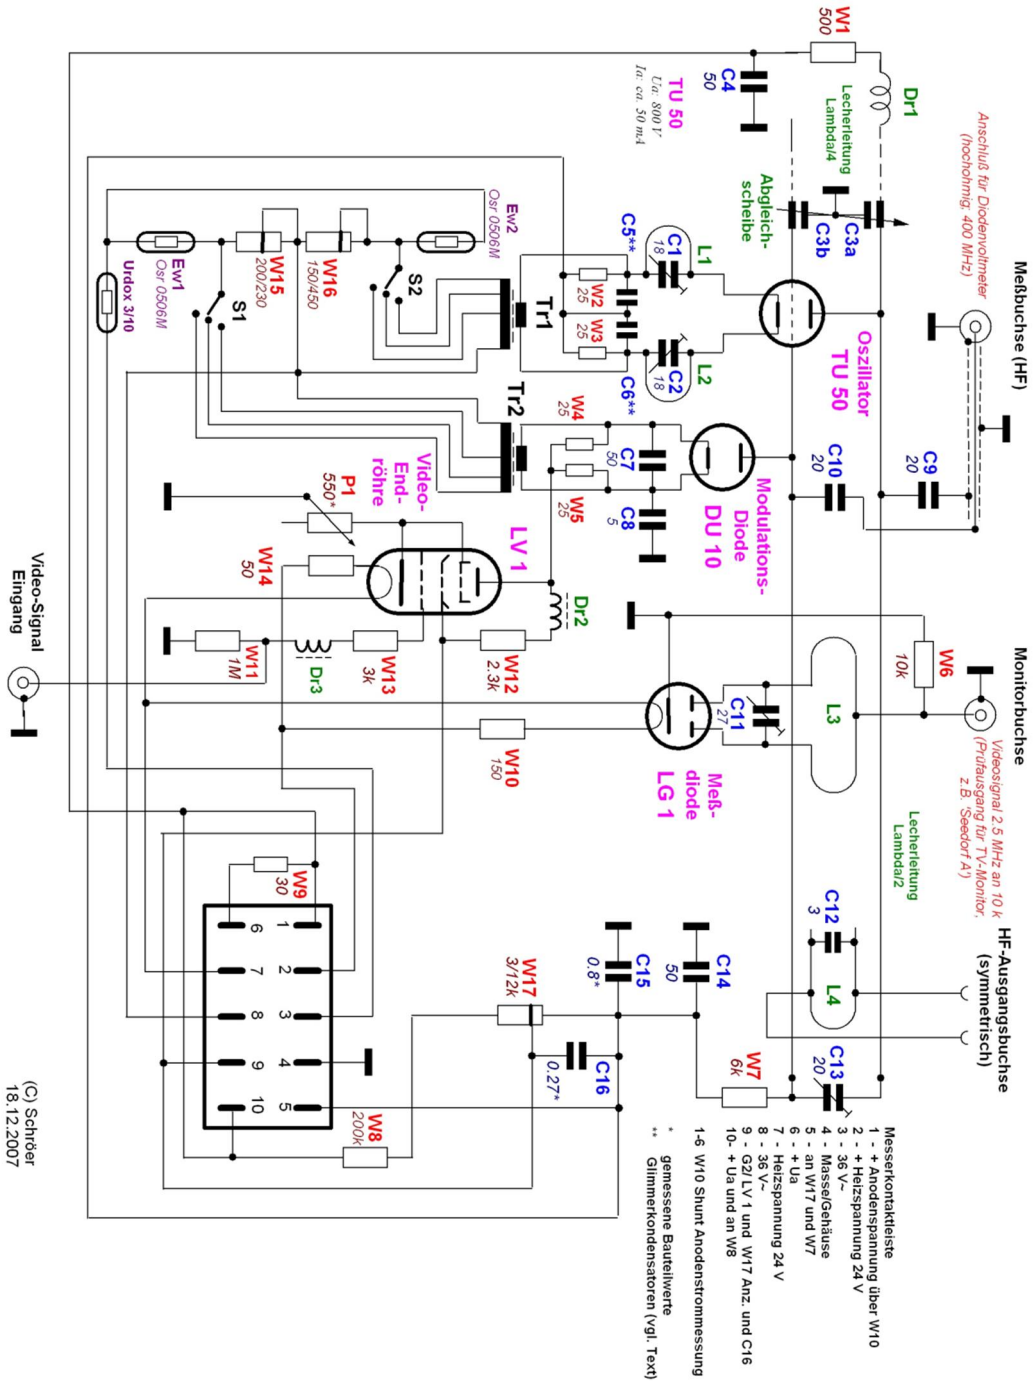 Meßbuchse (HF)
Anschluß für Diodenvoltmeter
(hochohmig, 400 MHz)
Monitorbuchse
Videosignal 2.5 MHz an 10 k
(Prüfausgang für TV-Monitor,
z.B. 'Seedorf A')
HF-Ausgangsbuchse
(symmetrisch)
W1
500
Dr1
Lecherleitung
Lambda/4
C4
50
TU 50
Ua: 800 V
Ia: ca. 50 mA
Abgleich-
scheibe
C3a
C3b
Oszillator
TU 50
C9
20
C10
20
W6
10k
L3
Lecherleitung
Lambda/2
C12
3
L4
C13
20
L1
C1
18
C5**
L2
C2
18
C6**
W2
25
W3
25
Modulations-
Diode
DU 10
C7
50
C8
5
W4
25
W5
25
C11
27
Meß-
diode
LG 1
W7
6k
C14
50
C15
0.8*
C16
0.27*
W17
3/12k
Ew2
Osr 0506M
S2
Tr1
Tr2
W16
150/450
W15
200/230
Ew1
Osr 0506M
S1
Urdox 3/10
Video-
End-
röhre
LV 1
Dr2
P1
550*
W14
50
W12
2.3k
W13
3k
Dr3
W11
1M
W10
150
W9
30
W8
200k
1
2
3
4
5
6
7
8
9
10
Video-Signal
Eingang
Messerkontaktleiste
1 - + Anodenspannung über W10
2 - + Heizspannung 24 V
3 - 36 V~
4 - Masse/Gehäuse
5 - an W17 und W7
6 - + Ua
7 - Heizspannung 24 V
8 - 36 V~
9 - G2/ LV 1 und W17 Anz. und C16
10- + Ua und an W8
1-6 W10 Shunt Anodenstrommessung
* gemessene Bauteilwerte
** Glimmerkondensatoren (vgl. Text)
(C) Schröer
18.12.2007